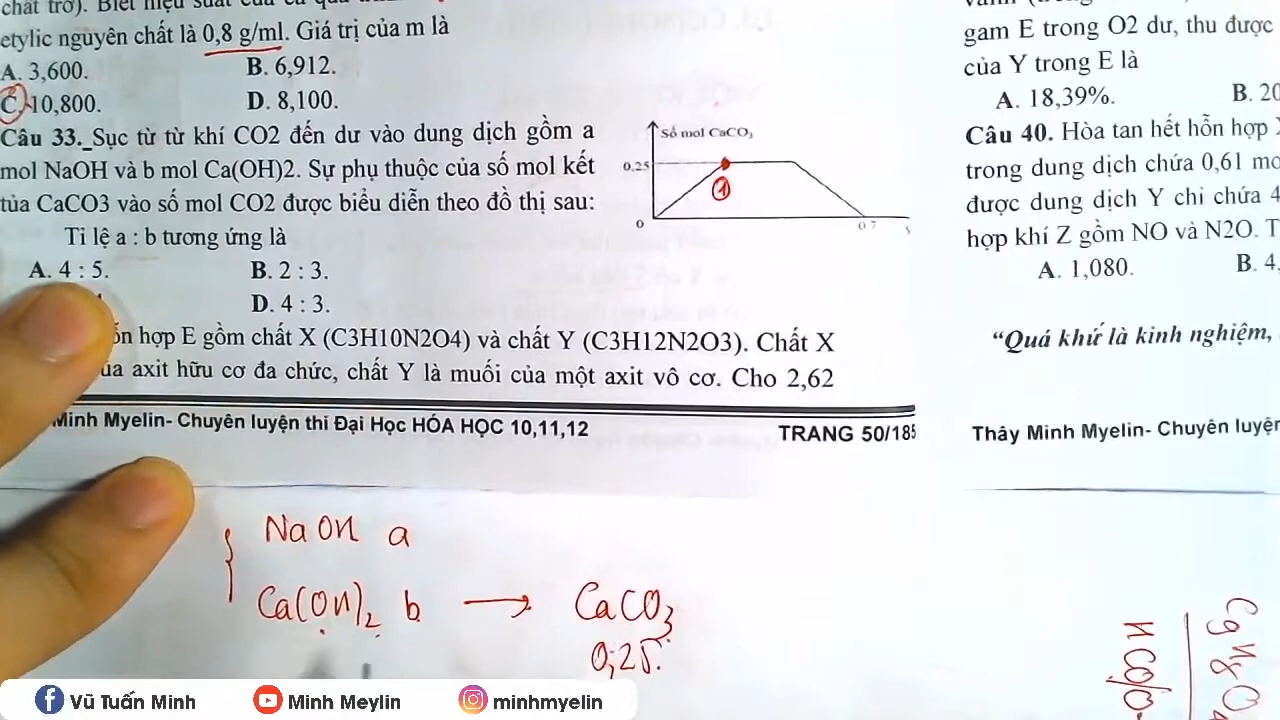 chất trơ). Biết hiệu suất của cả quá
etylic nguyên chất là 0,8 g/ml. Giá trị của m là
A. 3,600.
B. 6,912.
C. 10,800.
D. 8,100.
Câu 33. Sục từ từ khí CO2 đến dư vào dung dịch gồm a
mol NaOH và b mol Ca(OH)2. Sự phụ thuộc của số mol kết
tủa CaCO3 vào số mol CO2 được biểu diễn theo đồ thị sau:
Tỉ lệ a : b tương ứng là
A. 4 : 5.
B. 2 : 3.
D. 4 : 3.
hợp E gồm chất X (C3H10N2O4) và chất Y (C3H12N2O3). Chất X
axit hữu cơ đa chức, chất Y là muối của một axit vô cơ. Cho 2,62
Số mol CaCO3
0,25
1
0
0 7
s
Minh Myelin- Chuyên luyện thi Đại Học HÓA HỌC 10,11,12
TRANG 50/185
gam E trong O2 dư, thu được
của Y trong E là
A. 18,39%.
B. 20
Câu 40. Hòa tan hết hỗn hợp
trong dung dịch chứa 0,61 mo
được dung dịch Y chỉ chứa 4
hợp khí Z gồm NO và N2O. T
A. 1,080.
B. 4,
“Quá khứ là kinh nghiệm,
Thầy Minh Myelin- Chuyên luyện
NaOH a
Ca(OH)2 b → CaCO3
0,25.
Vũ Tuấn Minh
Minh Meylin
minhmyelin